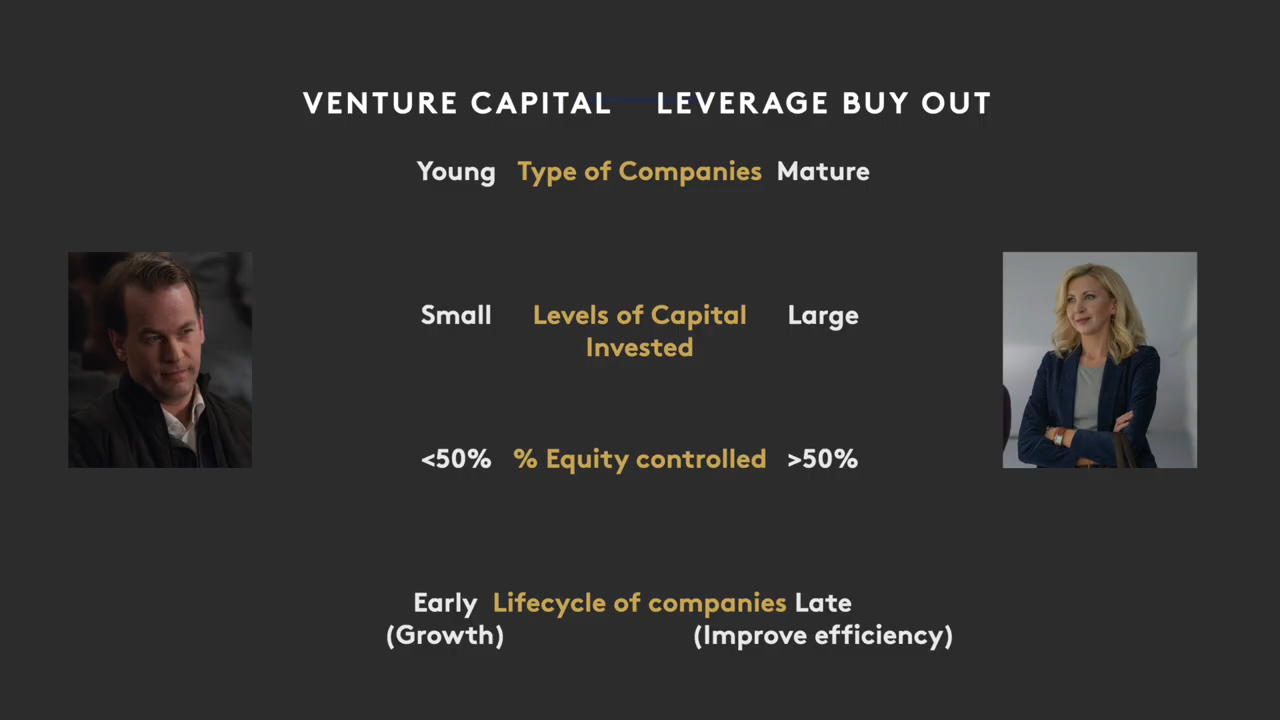 VENTURE CAPITAL LEVERAGE BUY OUT
Young Type of Companies Mature
Small Levels of Capital Large
Invested
<50% % Equity controlled >50%
Early Lifecycle of companies Late
(Growth) (Improve efficiency)